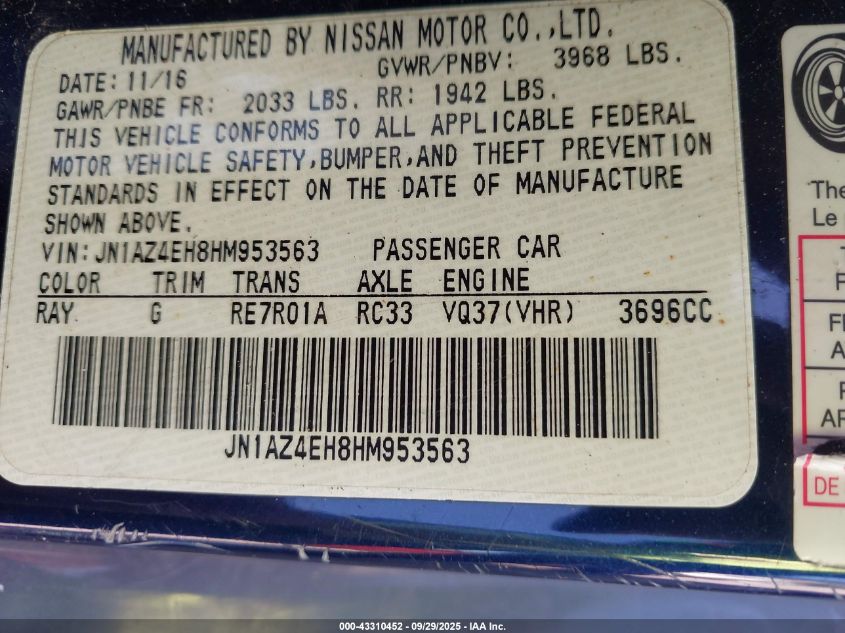 MANUFACTURED BY NISSAN MOTOR CO.,LTD.
DATE: 11/16 GVWR/PNBV: 3968 LBS.
GAWR/PNBE FR: 2033 LBS. RR: 1942 LBS.
THIS VEHICLE CONFORMS TO ALL APPLICABLE FEDERAL
MOTOR VEHICLE SAFETY,BUMPER,AND THEFT PREVENTION
STANDARDS IN EFFECT ON THE DATE OF MANUFACTURE
SHOWN ABOVE.
VIN: JN1AZ4EH8HM953563 PASSENGER CAR
COLOR TRIM TRANS AXLE ENGINE
RAY G RE7R01A RC33 VQ37(VHR) 3696CC
JN1AZ4EH8HM953563
The
Le
DE
000-43310452 - 09/29/2025 - IAA Inc.